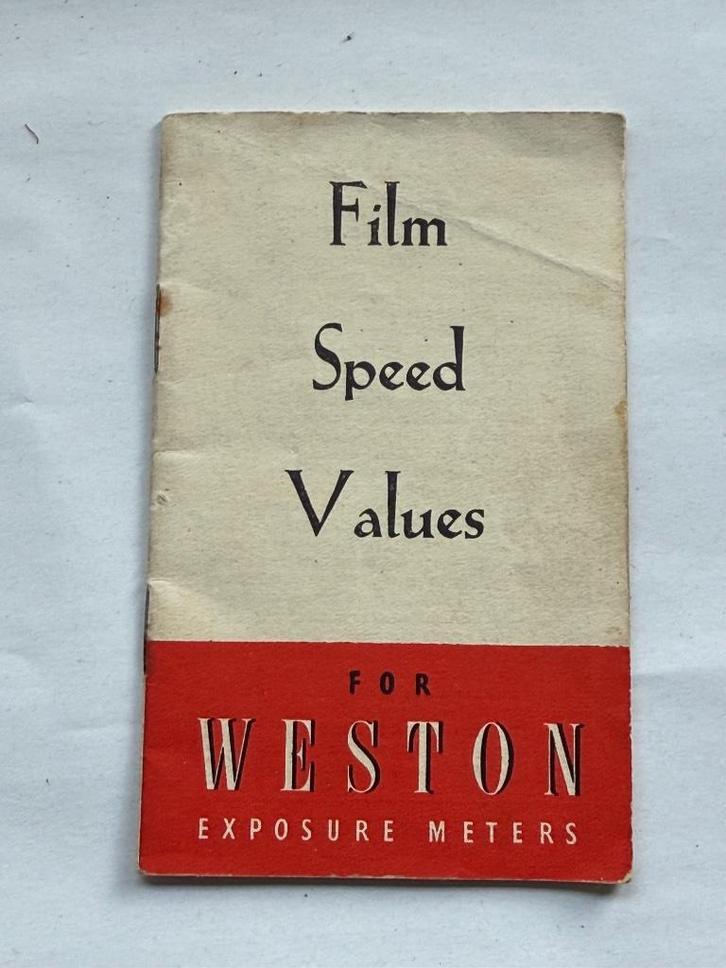 Film
Speed
Values
FOR
WESTON
EXPOSURE METERS